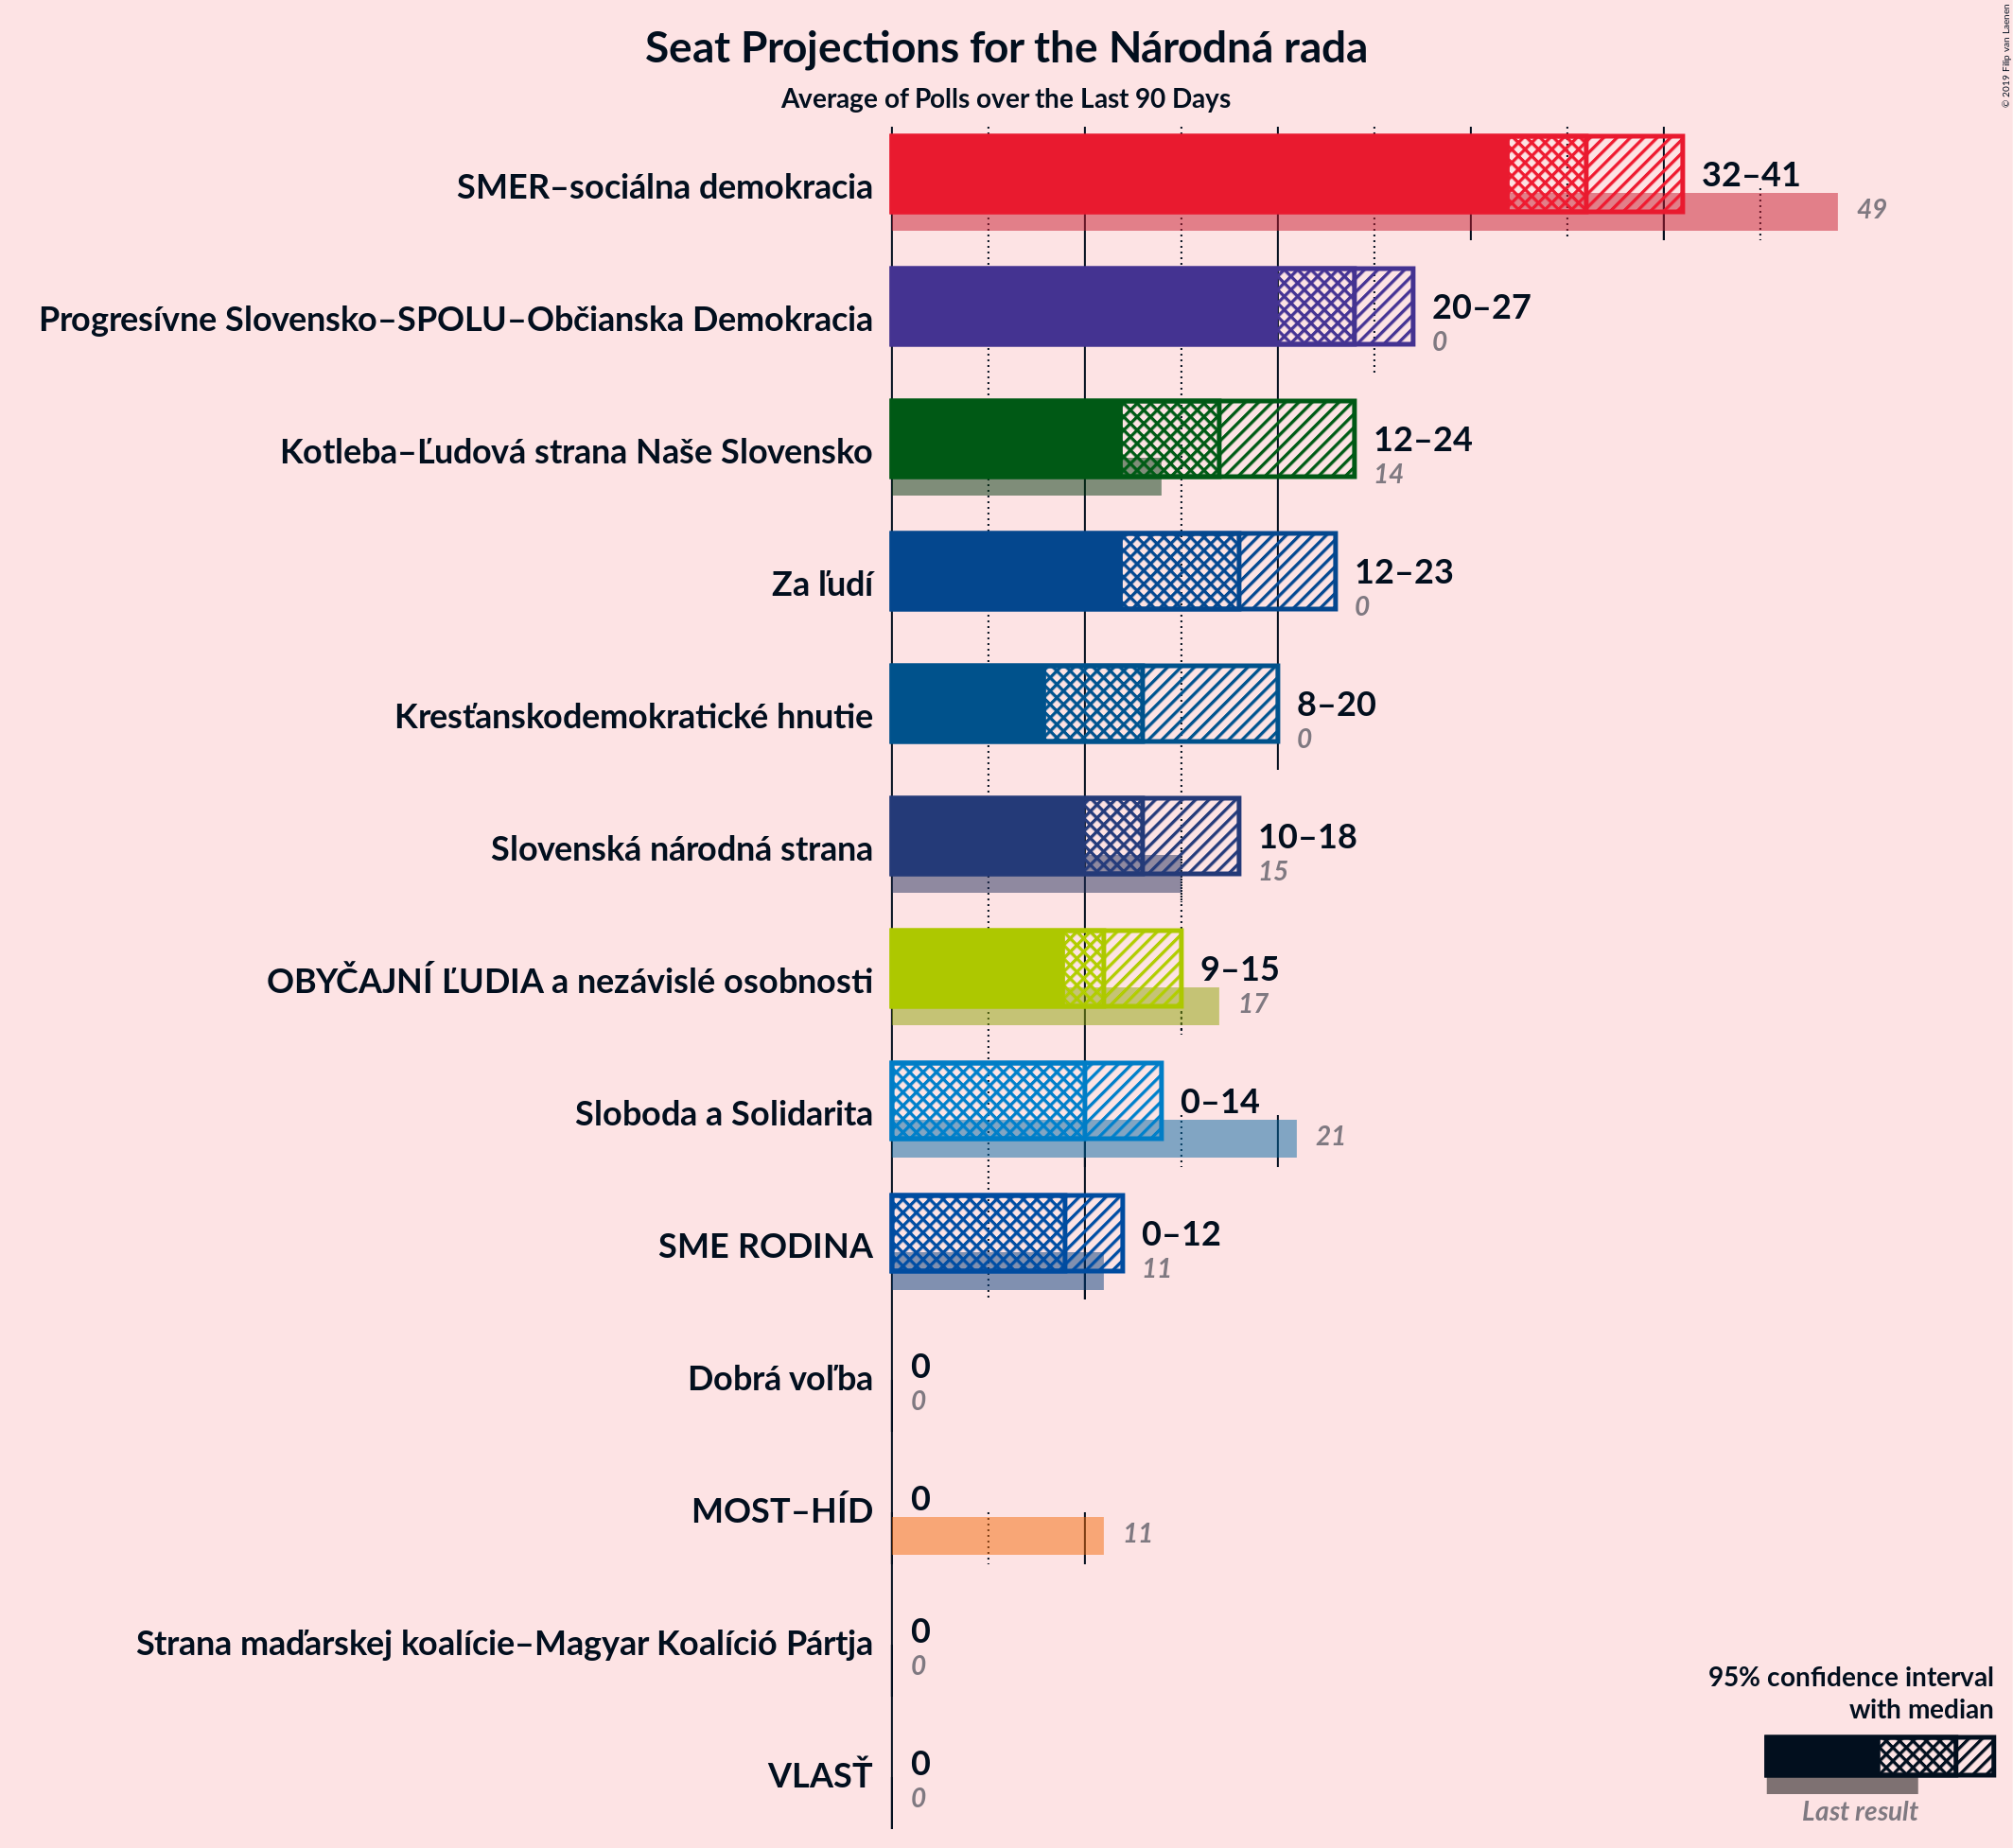 Seat Projections for the Národná rada
Average of Polls over the Last 90 Days
© 2019 Filip van Laenen
SMER–sociálna demokracia
32–41
49
Progresívne Slovensko–SPOLU–Občianska Demokracia
20–27
0
Kotleba–Ľudová strana Naše Slovensko
12–24
14
Za ľudí
12–23
0
Kresťanskodemokratické hnutie
8–20
0
Slovenská národná strana
10–18
15
OBYČAJNÍ ĽUDIA a nezávislé osobnosti
9–15
17
Sloboda a Solidarita
0–14
21
SME RODINA
0–12
11
Dobrá voľba
0
0
MOST–HÍD
0
11
Strana maďarskej koalície–Magyar Koalíció Pártja
0
0
VLASŤ
0
0
95% confidence interval
with median
Last result